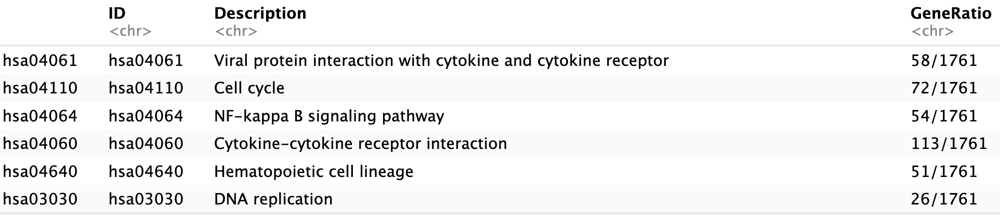 ID Description GeneRatio
<chr> <chr> <chr>
hsa04061 hsa04061 Viral protein interaction with cytokine and cytokine receptor 58/1761
hsa04110 hsa04110 Cell cycle 72/1761
hsa04064 hsa04064 NF-kappa B signaling pathway 54/1761
hsa04060 hsa04060 Cytokine-cytokine receptor interaction 113/1761
hsa04640 hsa04640 Hematopoietic cell lineage 51/1761
hsa03030 hsa03030 DNA replication 26/1761